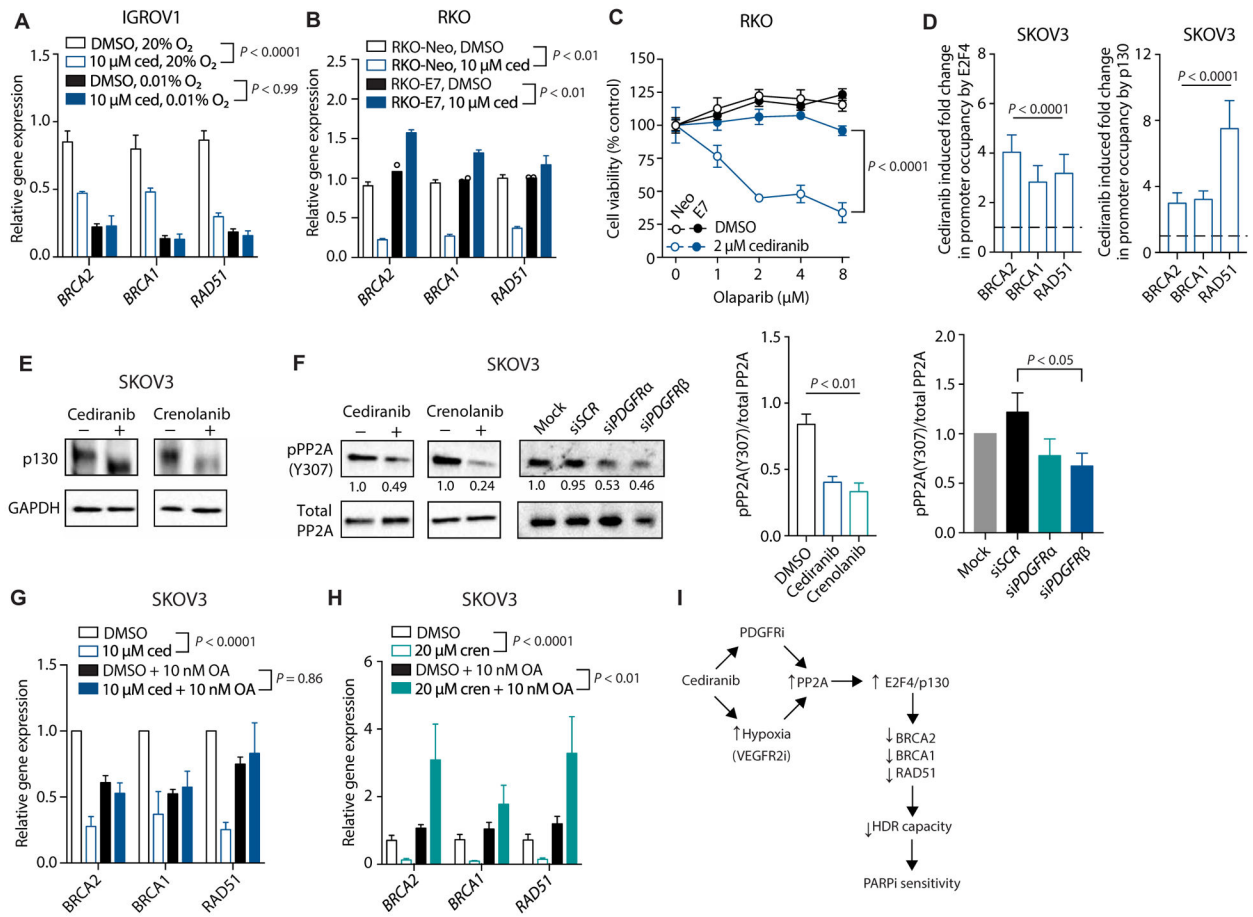 A
IGROV1
DMSO, 20% O₂
10 µM ced, 20% O₂
P < 0.0001
DMSO, 0.01% O₂
10 µM ced, 0.01% O₂
P < 0.99
Relative gene expression
1.5
1.0
0.5
0.0
BRCA2
BRCA1
RAD51
B
RKO
RKO-Neo, DMSO
RKO-Neo, 10 µM ced
P < 0.01
RKO-E7, DMSO
RKO-E7, 10 µM ced
P < 0.01
Relative gene expression
2.5
2.0
1.5
1.0
0.5
0.0
BRCA2
BRCA1
RAD51
C
RKO
Cell viability (% control)
150
125
100
75
50
25
0
P < 0.0001
Neo
E7
DMSO
2 µM cediranib
0
1
2
4
8
Olaparib (µM)
D
SKOV3
Cediranib induced fold change
in promoter occupancy by E2F4
8
6
4
2
0
P < 0.0001
BRCA2
BRCA1
RAD51
SKOV3
Cediranib induced fold change
in promoter occupancy by p130
12
9
6
3
0
P < 0.0001
BRCA2
BRCA1
RAD51
E
SKOV3
Cediranib
Crenolanib
− + − +
p130
GAPDH
F
SKOV3
Cediranib
Crenolanib
− + − +
Mock
siSCR
siPDGFRα
siPDGFRβ
pPP2A
(Y307)
1.0 0.49 1.0 0.24 1.0 0.95 0.53 0.46
Total
PP2A
pPP2A(Y307)/total PP2A
1.5
1.0
0.5
0.0
P < 0.01
DMSO
Cediranib
Crenolanib
pPP2A(Y307)/total PP2A
1.5
1.0
0.5
0.0
P < 0.05
Mock
siSCR
siPDGFRα
siPDGFRβ
G
SKOV3
DMSO
10 µM ced
P < 0.0001
DMSO + 10 nM OA
10 µM ced + 10 nM OA
P = 0.86
Relative gene expression
1.0
1.0
0.5
0.0
BRCA2
BRCA1
RAD51
H
SKOV3
DMSO
20 µM cren
P < 0.0001
DMSO + 10 nM OA
20 µM cren + 10 nM OA
P < 0.01
Relative gene expression
6
4
2
0
BRCA2
BRCA1
RAD51
I
PDGFRi
Cediranib
↑PP2A
↑ E2F4/p130
↑Hypoxia
(VEGFR2i)
↓BRCA2
↓BRCA1
↓RAD51
↓HDR capacity
PARPi sensitivity